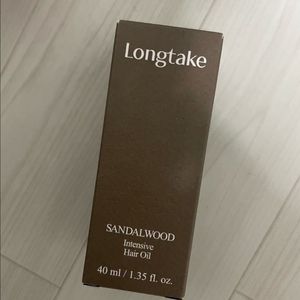 Longtake
SANDALWOOD
Intensive
Hair Oil
40 ml / 1.35 fl. oz.